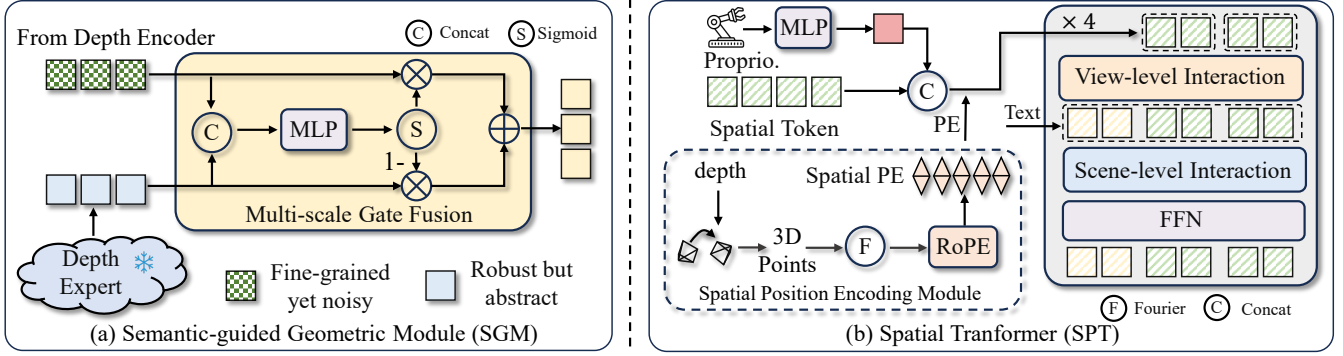 From Depth Encoder
C Concat
S Sigmoid
C
MLP
S
1-
Multi-scale Gate Fusion
Depth
Expert
Fine-grained
yet noisy
Robust but
abstract
(a) Semantic-guided Geometric Module (SGM)
MLP
Proprio.
C
Spatial Token
PE
depth
Spatial PE
3D
Points
F
RoPE
Spatial Position Encoding Module
× 4
View-level Interaction
Text
Scene-level Interaction
FFN
F Fourier
C Concat
(b) Spatial Tranformer (SPT)